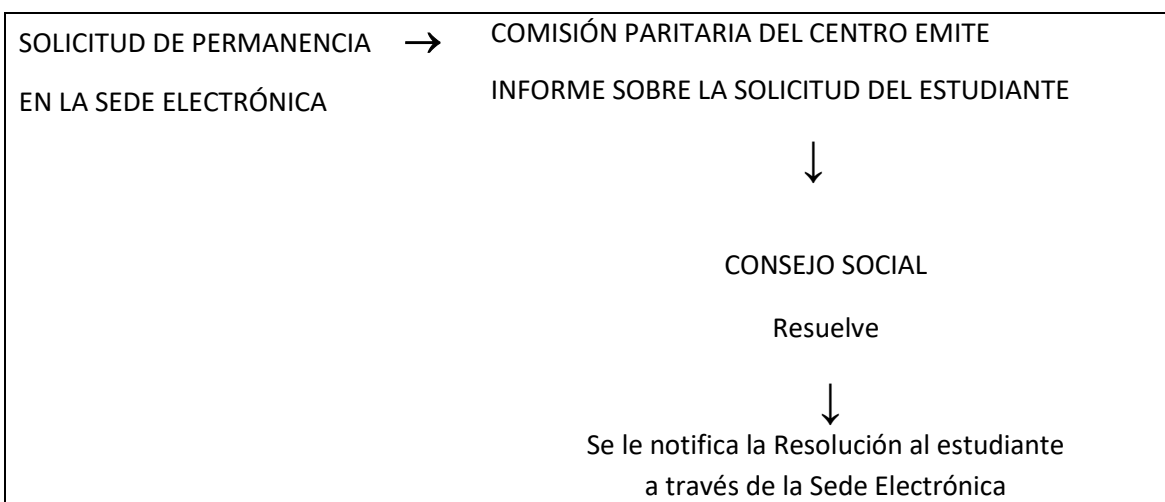 SOLICITUD DE PERMANENCIA →
EN LA SEDE ELECTRÓNICA
COMISIÓN PARITARIA DEL CENTRO EMITE
INFORME SOBRE LA SOLICITUD DEL ESTUDIANTE
↓
CONSEJO SOCIAL
Resuelve
↓
Se le notifica la Resolución al estudiante
a través de la Sede Electrónica